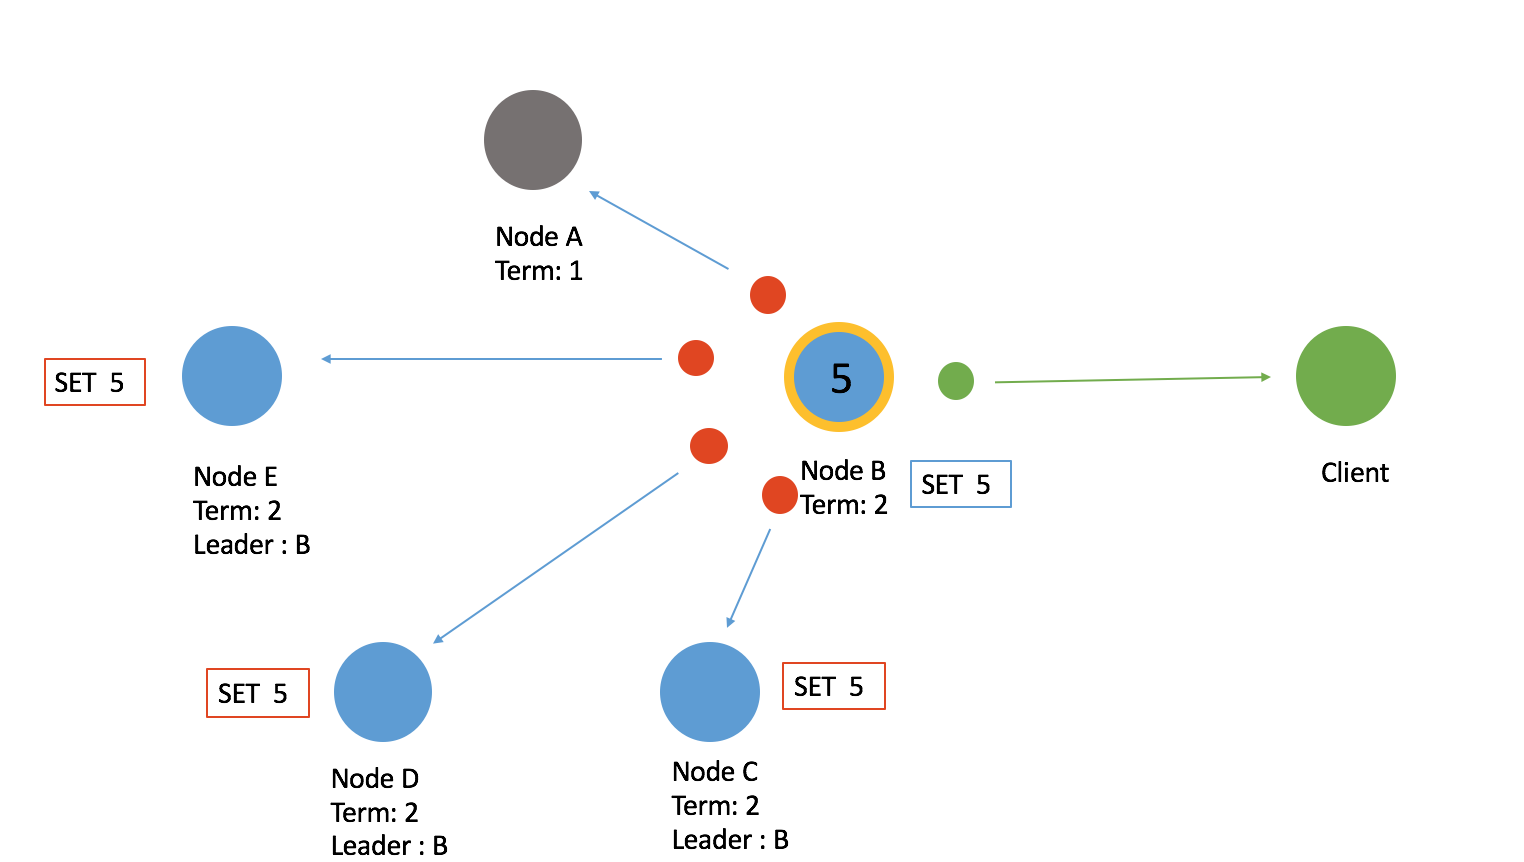 Node A
Term: 1
5
SET 5
Node E
Term: 2
Leader : B
Node B
Term: 2
SET 5
Client
SET 5
Node D
Term: 2
Leader : B
SET 5
Node C
Term: 2
Leader : B